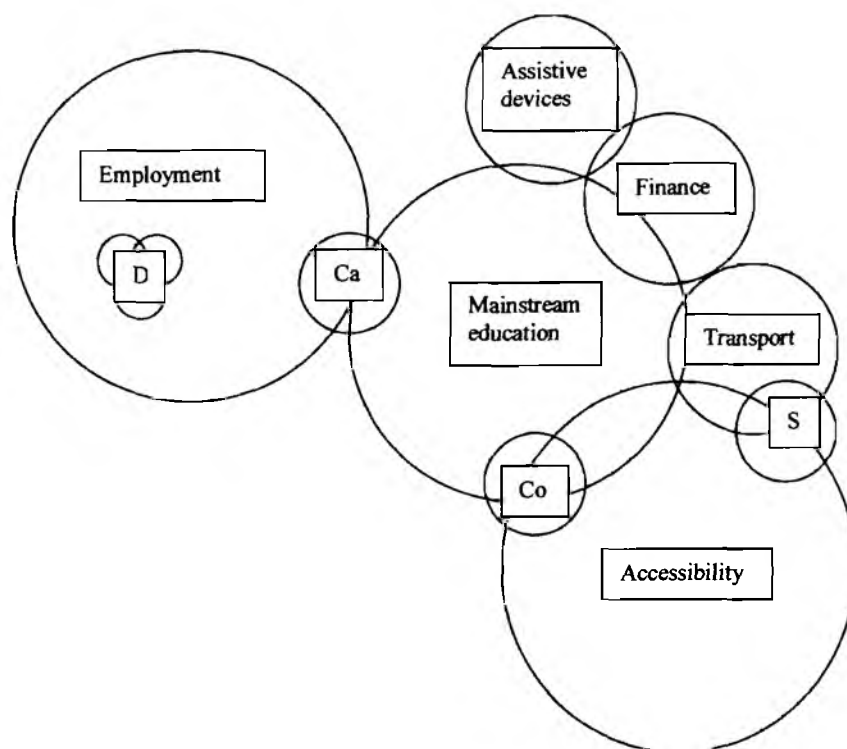 Assistive
devices
Employment
Finance
D
Ca
Mainstream
education
Transport
S
Co
Accessibility